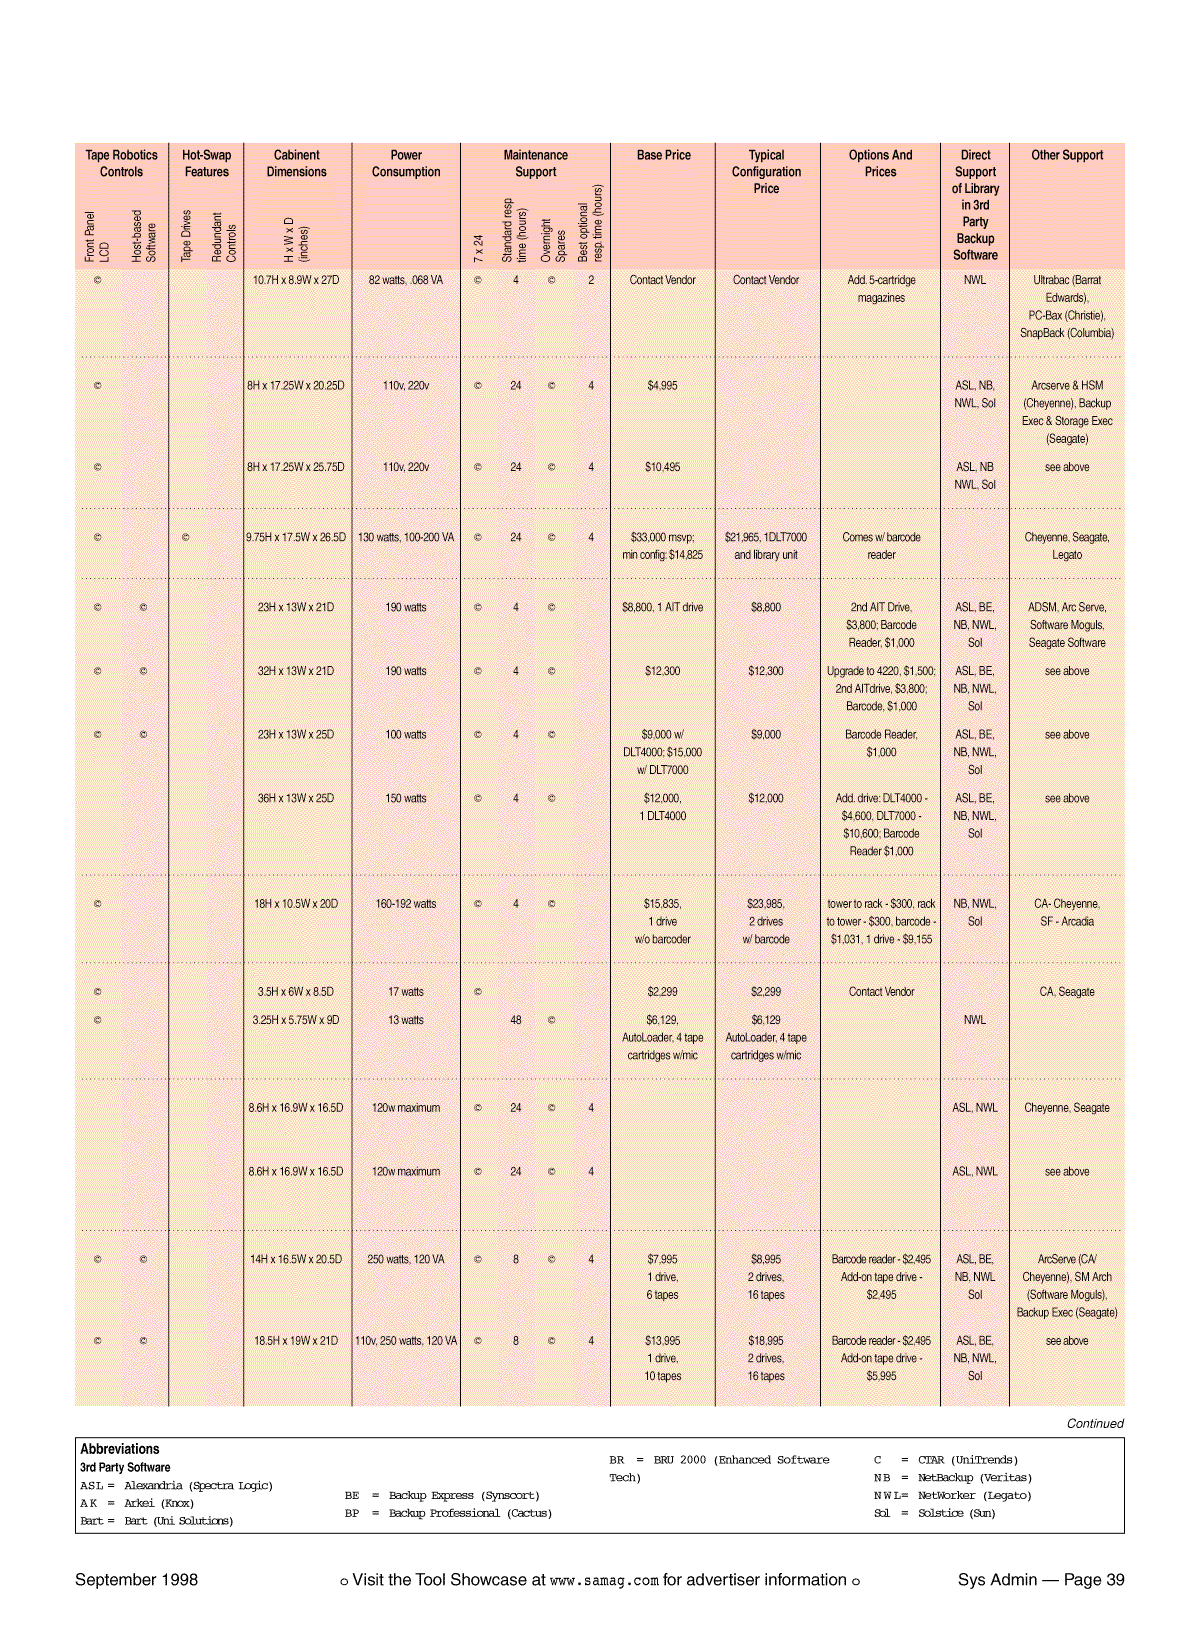 Tape Robotics Controls
Hot-Swap Features
Cabinent Dimensions
Power Consumption
Maintenance Support
Base Price
Typical Configuration Price
Options And Prices
Direct Support of Library in 3rd Party Backup Software
Other Support
Front Panel LCD
Host-based Software
Tape Drives
Redundant Controls
H x W x D (inches)
7 x 24
Standard resp time (hours)
Overnight Spares
Best optional resp. time (hours)
© 10.7H x 8.9W x 27D 82 watts, .068 VA © 4 © 2 Contact Vendor Contact Vendor Add. 5-cartridge NWL Ultrabac (Barrat
magazines Edwards),
PC-Bax (Christie),
SnapBack (Columbia)
© 8H x 17.25W x 20.25D 110v, 220v © 24 © 4 $4,995 ASL, NB, Arcserve & HSM
NWL, Sol (Cheyenne), Backup
Exec & Storage Exec
(Seagate)
© 8H x 17.25W x 25.75D 110v, 220v © 24 © 4 $10,495 ASL, NB see above
NWL, Sol
© © 9.75H x 17.5W x 26.5D 130 watts, 100-200 VA © 24 © 4 $33,000 msvp; $21,965, 1DLT7000 Comes w/ barcode Cheyenne, Seagate,
min config: $14,825 and library unit reader Legato
© © 23H x 13W x 21D 190 watts © 4 © $8,800, 1 AIT drive $8,800 2nd AIT Drive, ASL, BE, ADSM, Arc Serve,
$3,800; Barcode NB, NWL, Software Moguls,
Reader, $1,000 Sol Seagate Software
© © 32H x 13W x 21D 190 watts © 4 © $12,300 $12,300 Upgrade to 4220, $1,500; ASL, BE, see above
2nd AITdrive, $3,800; NB, NWL,
Barcode, $1,000 Sol
© © 23H x 13W x 25D 100 watts © 4 © $9,000 w/ $9,000 Barcode Reader, ASL, BE, see above
DLT4000; $15,000 $1,000 NB, NWL,
w/ DLT7000 Sol
36H x 13W x 25D 150 watts © 4 © $12,000, $12,000 Add. drive: DLT4000 - ASL, BE, see above
1 DLT4000 $4,600, DLT7000 - NB, NWL,
$10,600; Barcode Sol
Reader $1,000
© 18H x 10.5W x 20D 160-192 watts © 4 © $15,835, $23,985, tower to rack - $300, rack NB, NWL, CA- Cheyenne,
1 drive 2 drives to tower - $300, barcode - Sol SF - Arcadia
w/o barcoder w/ barcode $1,031, 1 drive - $9,155
© 3.5H x 6W x 8.5D 17 watts © $2,299 $2,299 Contact Vendor CA, Seagate
© 3.25H x 5.75W x 9D 13 watts 48 © $6,129, $6,129 NWL
AutoLoader, 4 tape AutoLoader, 4 tape
cartridges w/mic cartridges w/mic
8.6H x 16.9W x 16.5D 120w maximum © 24 © 4 ASL, NWL Cheyenne, Seagate
8.6H x 16.9W x 16.5D 120w maximum © 24 © 4 ASL, NWL see above
© © 14H x 16.5W x 20.5D 250 watts, 120 VA © 8 © 4 $7,995 $8,995 Barcode reader - $2,495 ASL, BE, ArcServe (CA/
1 drive, 2 drives, Add-on tape drive - NB, NWL Cheyenne), SM Arch
6 tapes 16 tapes $2,495 Sol (Software Moguls),
Backup Exec (Seagate)
© © 18.5H x 19W x 21D 110v, 250 watts, 120 VA © 8 © 4 $13,995 $18,995 Barcode reader - $2,495 ASL, BE, see above
1 drive, 2 drives, Add-on tape drive - NB, NWL,
10 tapes 16 tapes $5,995 Sol
Continued
Abbreviations
3rd Party Software
ASL = Alexandria (Spectra Logic)
AK = Arkei (Knox)
Bart = Bart (Uni Solutions)
BE = Backup Express (Synscort)
BP = Backup Professional (Cactus)
BR = BRU 2000 (Enhanced Software
Tech)
C = CTAR (UniTrends)
NB = NetBackup (Veritas)
NWL= NetWorker (Legato)
Sol = Solstice (Sun)
September 1998 o Visit the Tool Showcase at www.samag.com for advertiser information o Sys Admin — Page 39